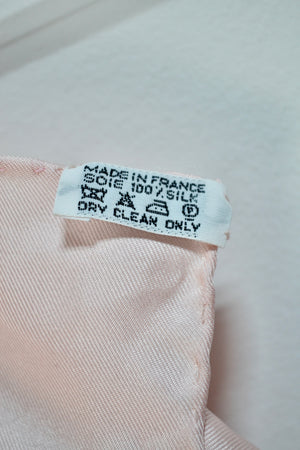 MADE IN FRANCE
SOIE 100% SILK
P
DRY CLEAN ONLY